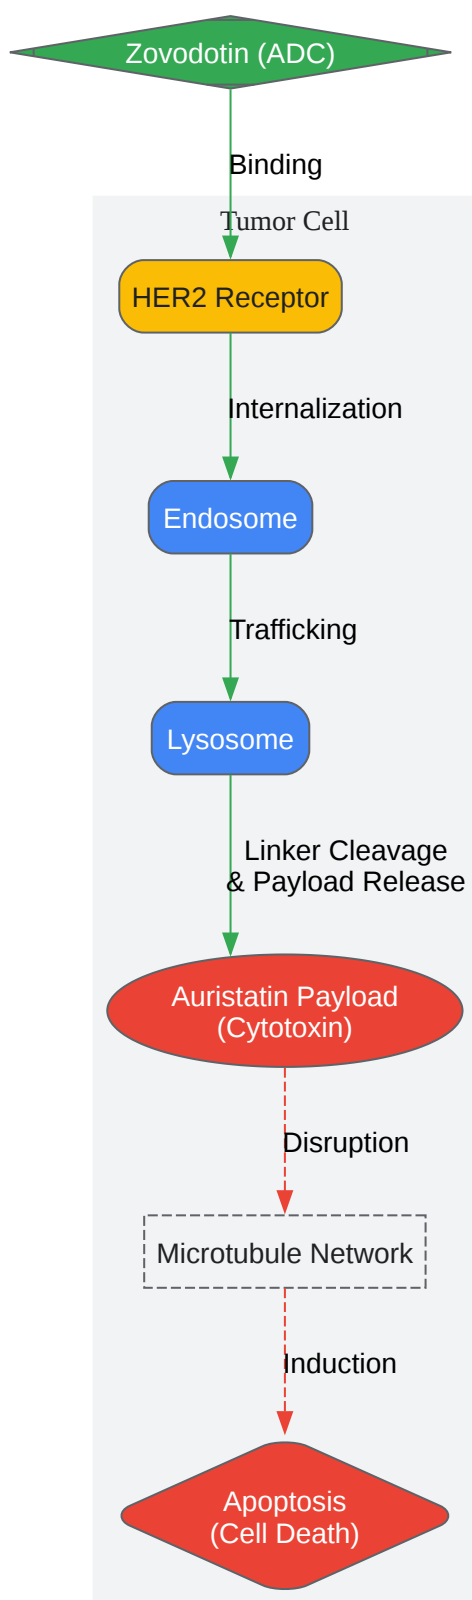 Zovodotin (ADC)
Binding
Tumor Cell
HER2 Receptor
Internalization
Endosome
Trafficking
Lysosome
Linker Cleavage
& Payload Release
Auristatin Payload
(Cytotoxin)
Disruption
Microtubule Network
Induction
Apoptosis
(Cell Death)